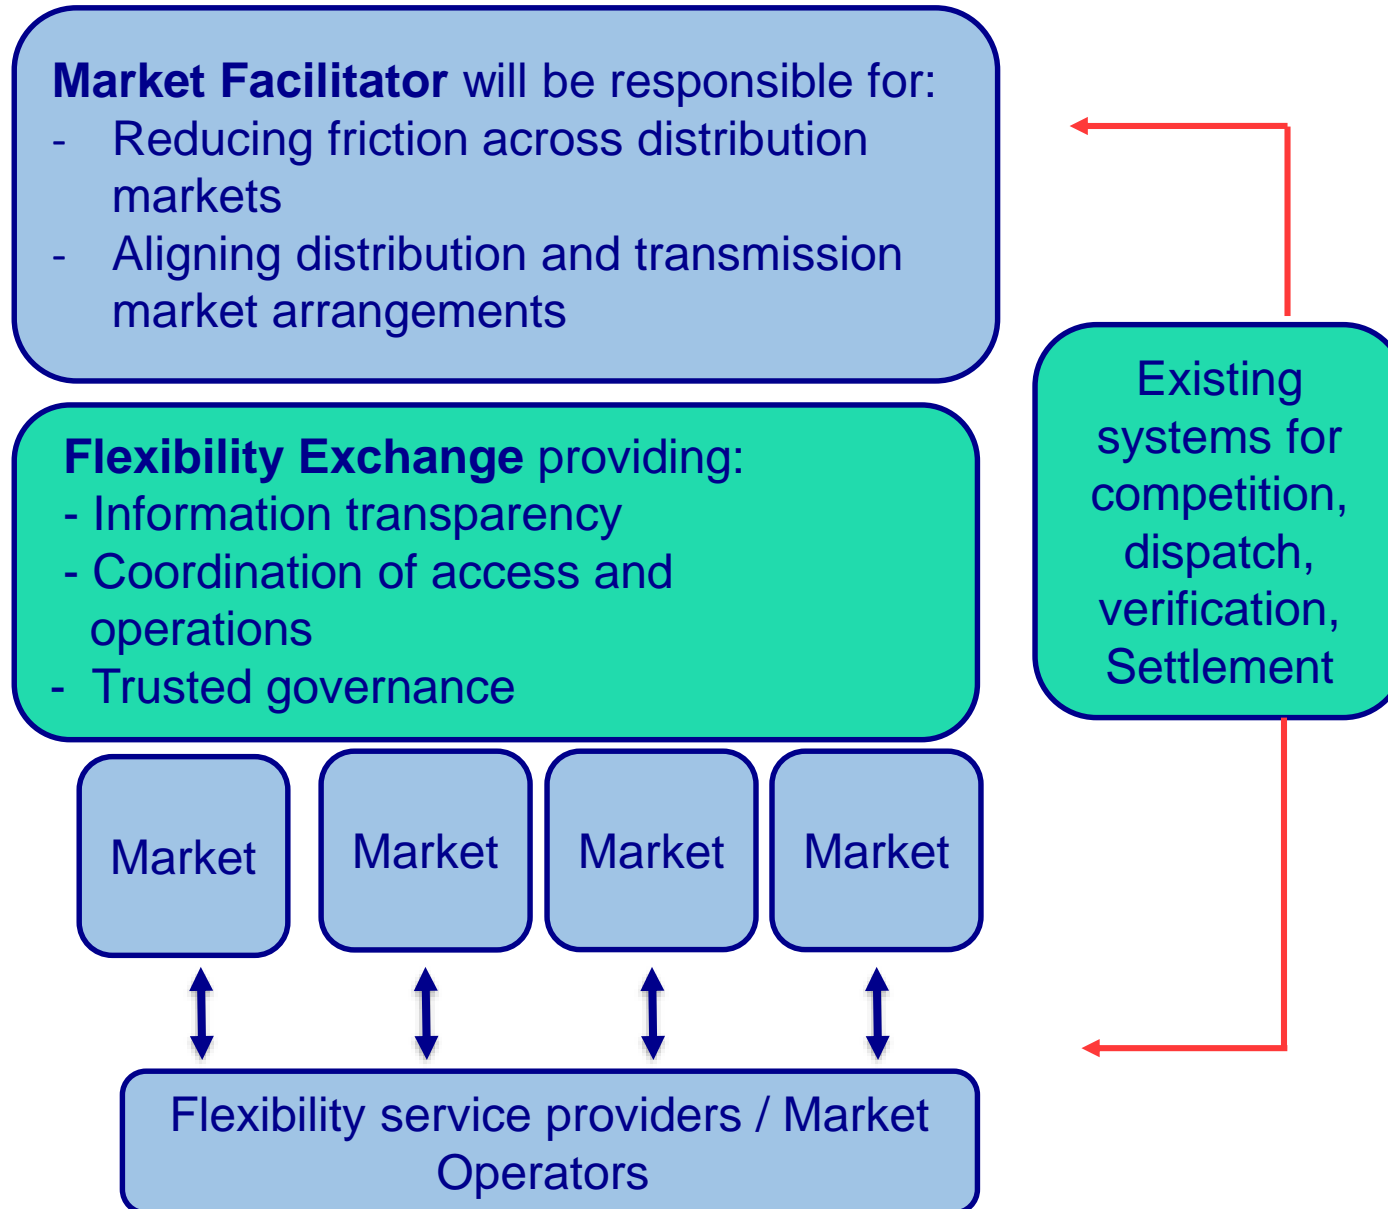 Market Facilitator will be responsible for:
- Reducing friction across distribution
markets
- Aligning distribution and transmission
market arrangements
Flexibility Exchange providing:
- Information transparency
- Coordination of access and
operations
- Trusted governance
Existing
systems for
competition,
dispatch,
verification,
Settlement
Market
Market
Market
Market
Flexibility service providers / Market
Operators